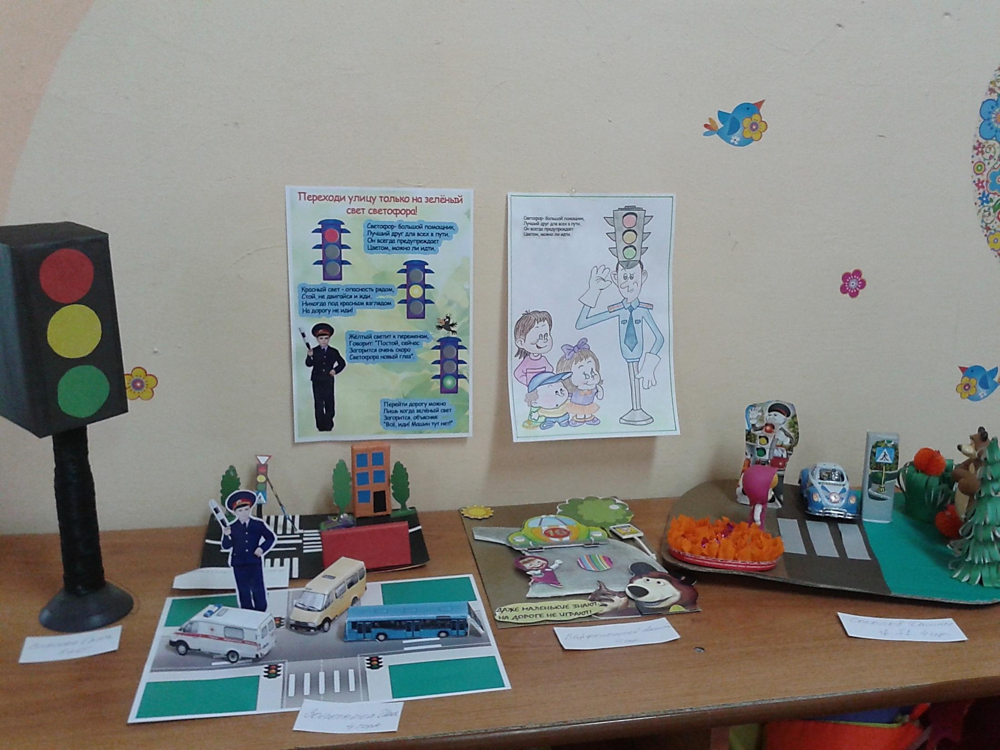 Переходи улицу только на зелёный
свет светофора!
Светофор- большой помощник,
Лучший друг для всех в пути.
Он всегда предупреждает
Цветом, можно ли идти.
Красный свет - опасность рядом,
Стой, не двигайся и жди,
Никогда под красным взглядом
На дорогу не иди!
Жёлтый светит к переменам,
Говорит: "Постой, сейчас
Загорится очень скоро
Светофора новый глаз".
Перейти дорогу можно
Лишь когда зелёный свет
Загорится, объясняя:
"Всё, иди! Машин тут нет!"
Светофор- большой помощник,
Лучший друг для всех в пути.
Он всегда предупреждает
Цветом, можно ли идти.
16
ДАЖЕ МАЛЕНЬКИЕ ЗНАЮТ:
НА ДОРОГЕ НЕ ИГРАЮТ!